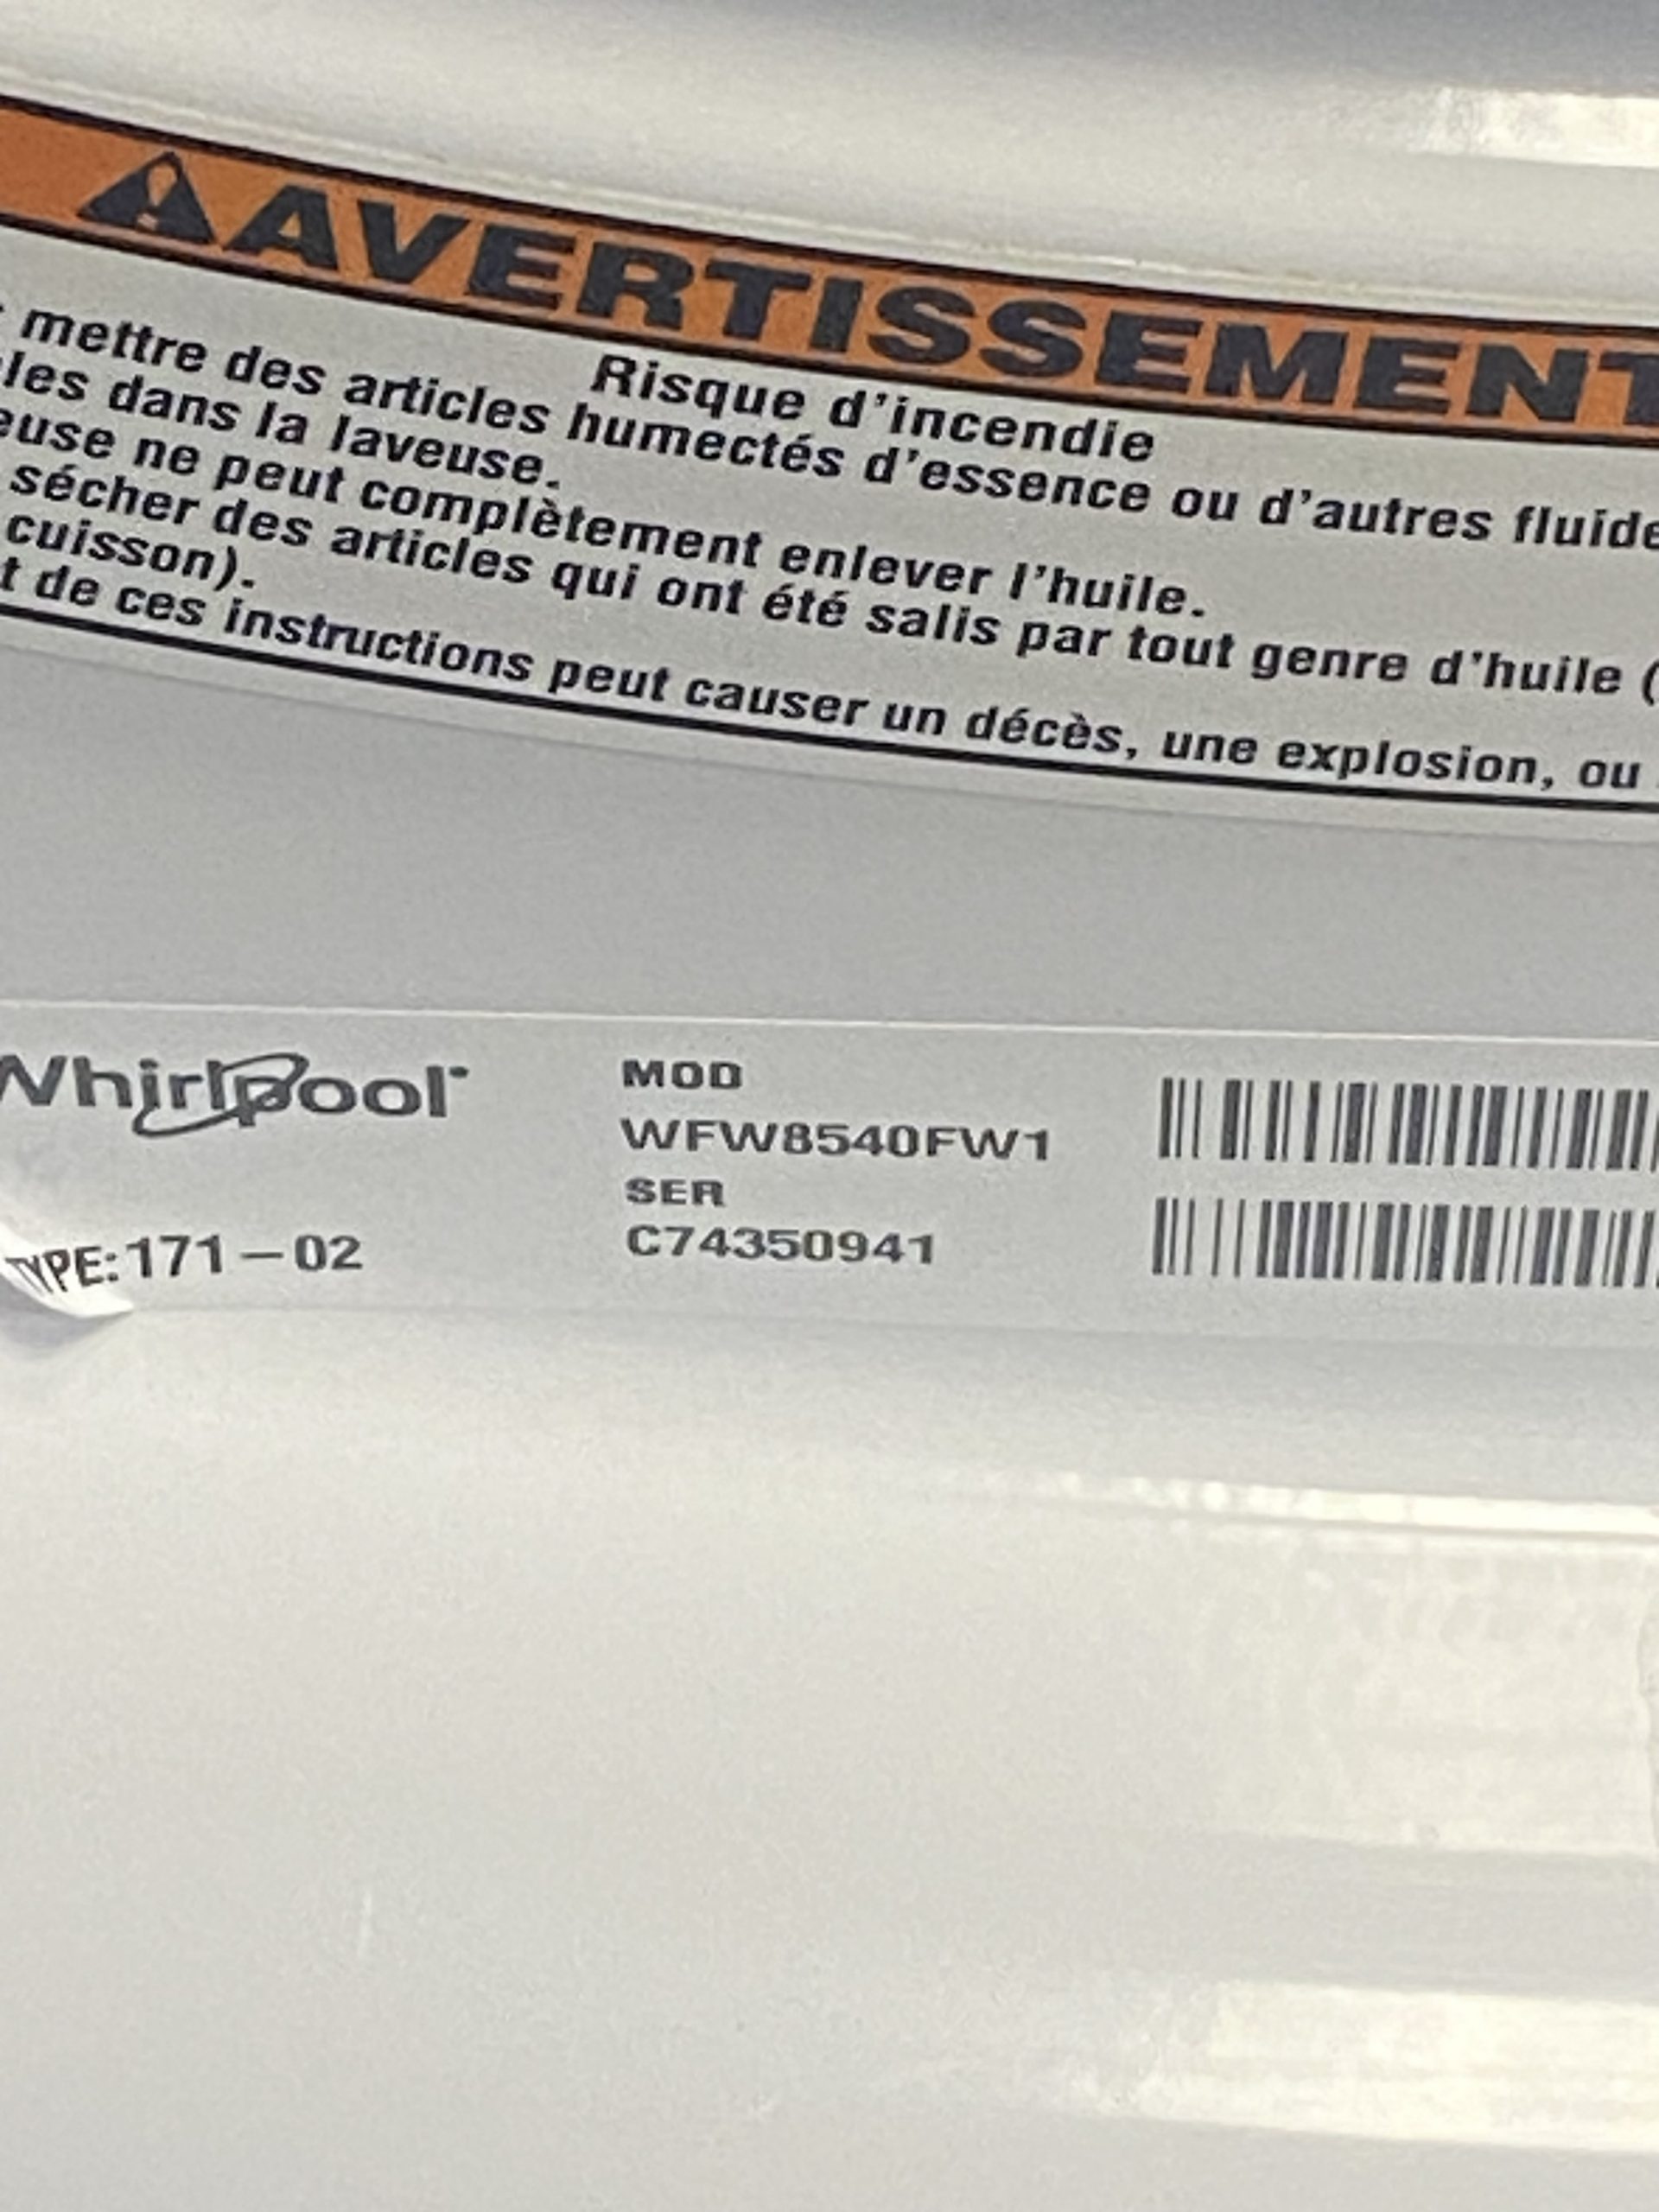 AVERTISSEMENT
Risque d'incendie
mettre des articles humectés d'essence ou d'autres fluide
les dans la laveuse.
euse ne peut complètement enlever l'huile.
sécher des articles qui ont été salis par tout genre d'huile (
cuisson).
t de ces instructions peut causer un décès, une explosion, ou
Whirlpool
MOD
WFW8540FW1
SER
C74350941
TYPE: 171-02